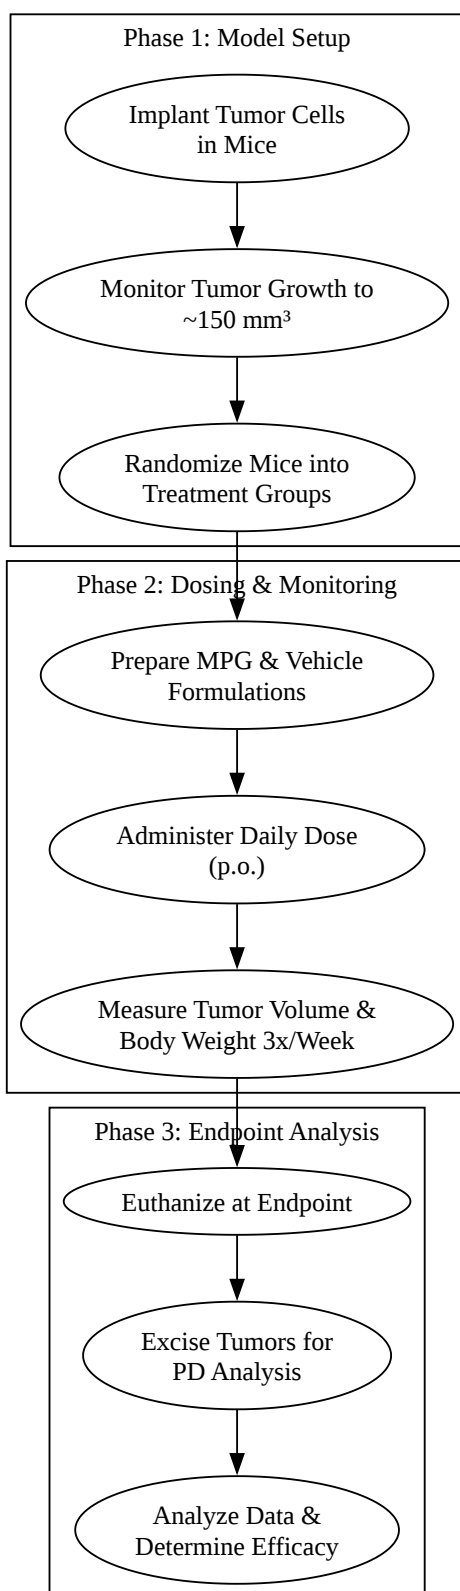 Phase 1: Model Setup
Implant Tumor Cells
in Mice
Monitor Tumor Growth to
~150 mm³
Randomize Mice into
Treatment Groups
Phase 2: Dosing & Monitoring
Prepare MPG & Vehicle
Formulations
Administer Daily Dose
(p.o.)
Measure Tumor Volume &
Body Weight 3x/Week
Phase 3: Endpoint Analysis
Euthanize at Endpoint
Excise Tumors for
PD Analysis
Analyze Data &
Determine Efficacy